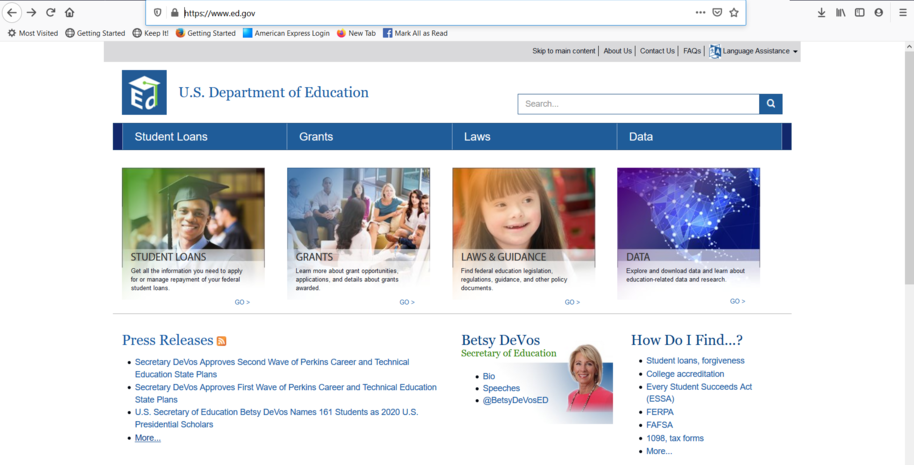 https://www.ed.gov
Most Visited Getting Started Keep It! Getting Started American Express Login New Tab Mark All as Read
Skip to main content About Us Contact Us FAQs Language Assistance
Ed
U.S. Department of Education
Search...
Student Loans Grants Laws Data
STUDENT LOANS
Get all the information you need to apply
for or manage repayment of your federal
student loans.
GO >
GRANTS
Learn more about grant opportunities,
applications, and details about grants
awarded.
GO >
LAWS & GUIDANCE
Find federal education legislation,
regulations, guidance, and other policy
documents.
GO >
DATA
Explore and download data and learn about
education-related data and research.
GO >
Press Releases
Secretary DeVos Approves Second Wave of Perkins Career and Technical
Education State Plans
Secretary DeVos Approves First Wave of Perkins Career and Technical Education
State Plans
U.S. Secretary of Education Betsy DeVos Names 161 Students as 2020 U.S.
Presidential Scholars
More...
Betsy DeVos
Secretary of Education
Bio
Speeches
@BetsyDeVosED
How Do I Find...?
Student loans, forgiveness
College accreditation
Every Student Succeeds Act
(ESSA)
FERPA
FAFSA
1098, tax forms
More...